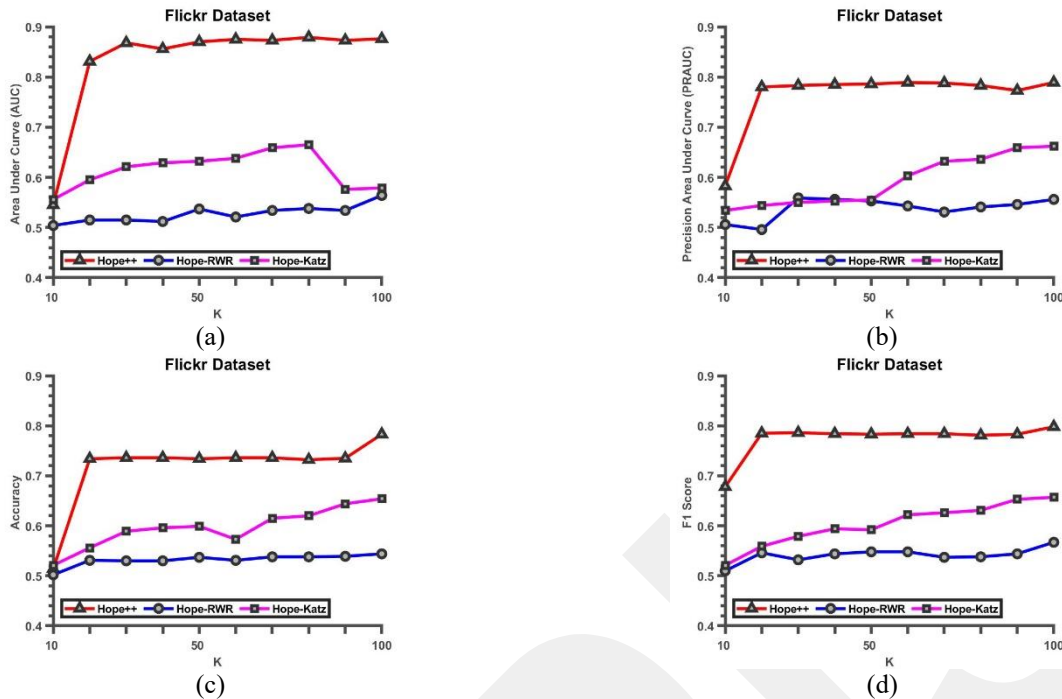 Flickr Dataset
0.9
0.8
0.7
0.6
0.5
0.4
Area Under Curve (AUC)
Hope++ Hope-RWR Hope-Katz
10 50 100
K
(a)
Flickr Dataset
0.9
0.8
0.7
0.6
0.5
0.4
Precision Area Under Curve (PRAUC)
Hope++ Hope-RWR Hope-Katz
10 50 100
K
(b)
Flickr Dataset
0.9
0.8
0.7
0.6
0.5
0.4
Accuracy
Hope++ Hope-RWR Hope-Katz
10 50 100
K
(c)
Flickr Dataset
0.9
0.8
0.7
0.6
0.5
0.4
F1 Score
Hope++ Hope-RWR Hope-Katz
10 50 100
K
(d)